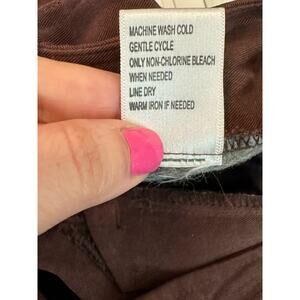 MACHINE WASH COLD
GENTLE CYCLE
ONLY NON-CHLORINE BLEACH
WHEN NEEDED
LINE DRY
WARM IRON IF NEEDED